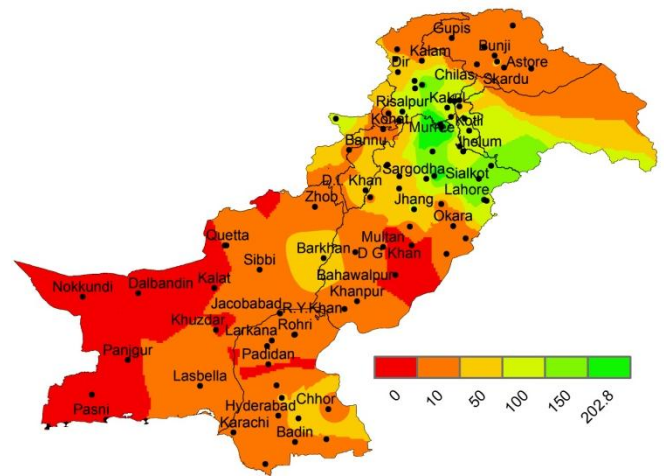 Gupis
Kalam
Bunji
Dir
Astore
Chilas
Skardu
Risalpur
Kakul
Kohat
Kotli
Murree
Bannu
Jhelum
Sargodha
Sialkot
D.I. Khan
Lahore
Zhob
Jhang
Okara
Quetta
Multan
Barkhan
D G Khan
Sibbi
Bahawalpur
Nokkundi
Dalbandin
Kalat
Khanpur
Jacobabad
R.Y.Khan
Khuzdar
Rohri
Larkana
Panjgur
Padidan
Lasbella
Pasni
Chhor
Hyderabad
Karachi
Badin
0 10 50 100 150 202.8